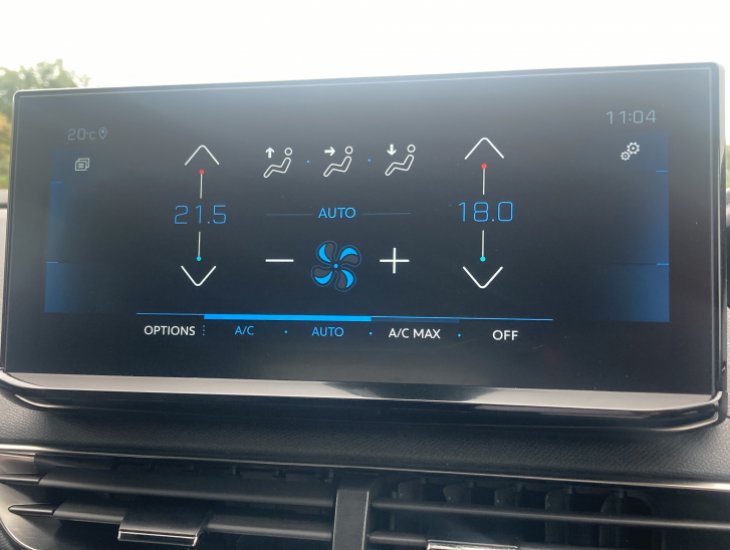 20°C 11:04
21.5 AUTO 18.0
OPTIONS A/C AUTO A/C MAX OFF